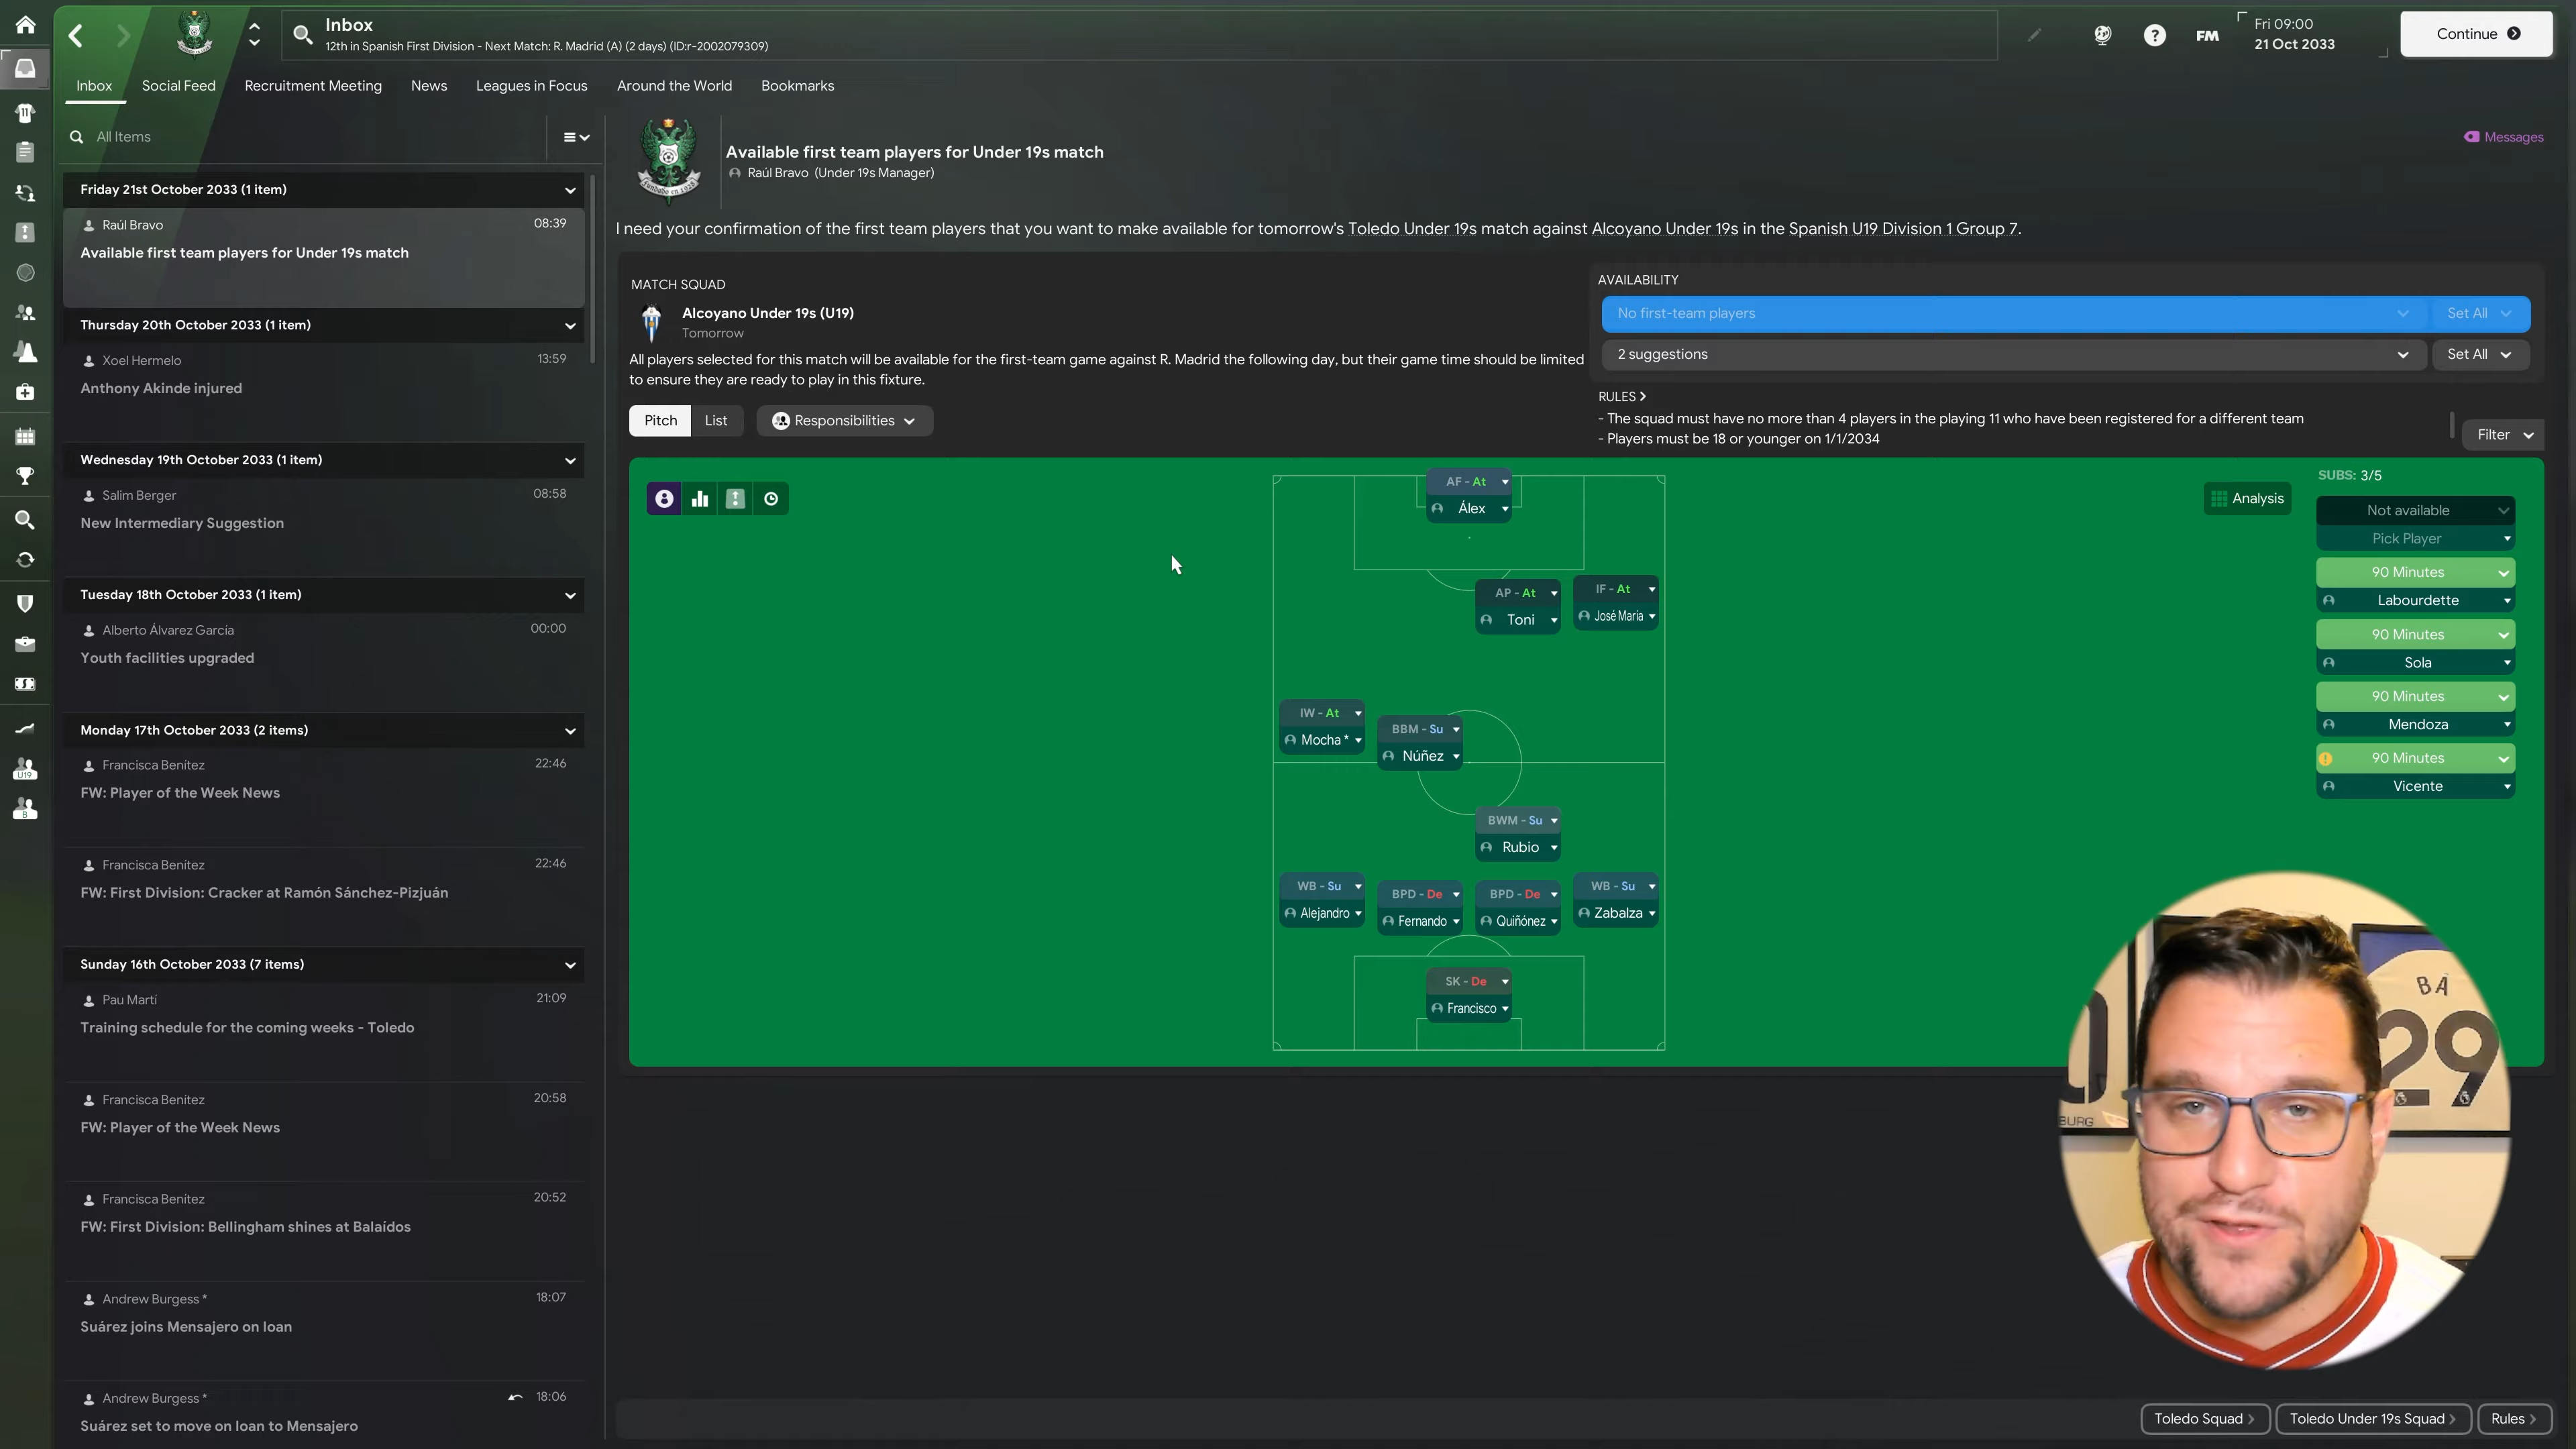 Inbox
12th in Spanish First Division - Next Match: R. Madrid (A) (2 days) (ID:r-2002079309)
FM
Fri 09:00
21 Oct 2033
Continue
Inbox
Social Feed
Recruitment Meeting
News
Leagues in Focus
Around the World
Bookmarks
All Items
Friday 21st October 2033 (1 item)
Raúl Bravo
08:39
Available first team players for Under 19s match
Thursday 20th October 2033 (1 item)
Xoel Hermelo
13:59
Anthony Akinde injured
Wednesday 19th October 2033 (1 item)
Salim Berger
08:58
New Intermediary Suggestion
Tuesday 18th October 2033 (1 item)
Alberto Álvarez García
00:00
Youth facilities upgraded
Monday 17th October 2033 (2 items)
Francisca Benítez
22:46
FW: Player of the Week News
Francisca Benítez
22:46
FW: First Division: Cracker at Ramón Sánchez-Pizjuán
Sunday 16th October 2033 (7 items)
Pau Martí
21:09
Training schedule for the coming weeks - Toledo
Francisca Benítez
20:58
FW: Player of the Week News
Francisca Benítez
20:52
FW: First Division: Bellingham shines at Balaídos
Andrew Burgess *
18:07
Suárez joins Mensajero on loan
Andrew Burgess *
18:06
Suárez set to move on loan to Mensajero
U19
B
Available first team players for Under 19s match
Raúl Bravo (Under 19s Manager)
Messages
I need your confirmation of the first team players that you want to make available for tomorrow's Toledo Under 19s match against Alcoyano Under 19s in the Spanish U19 Division 1 Group 7.
MATCH SQUAD
Alcoyano Under 19s (U19)
Tomorrow
All players selected for this match will be available for the first-team game against R. Madrid the following day, but their game time should be limited
to ensure they are ready to play in this fixture.
AVAILABILITY
No first-team players
Set All
2 suggestions
Set All
RULES
- The squad must have no more than 4 players in the playing 11 who have been registered for a different team
- Players must be 18 or younger on 1/1/2034
Filter
Pitch
List
Responsibilities
Analysis
AF - At
Álex
AP - At
Toni
IF - At
José María
IW - At
Mocha *
BBM - Su
Núñez
BWM - Su
Rubio
WB - Su
Alejandro
BPD - De
Fernando
BPD - De
Quiñónez
WB - Su
Zabalza
SK - De
Francisco
SUBS: 3/5
Not available
Pick Player
90 Minutes
Labourdette
90 Minutes
Sola
90 Minutes
Mendoza
90 Minutes
Vicente
BURG
BA
29
Toledo Squad
Toledo Under 19s Squad
Rules